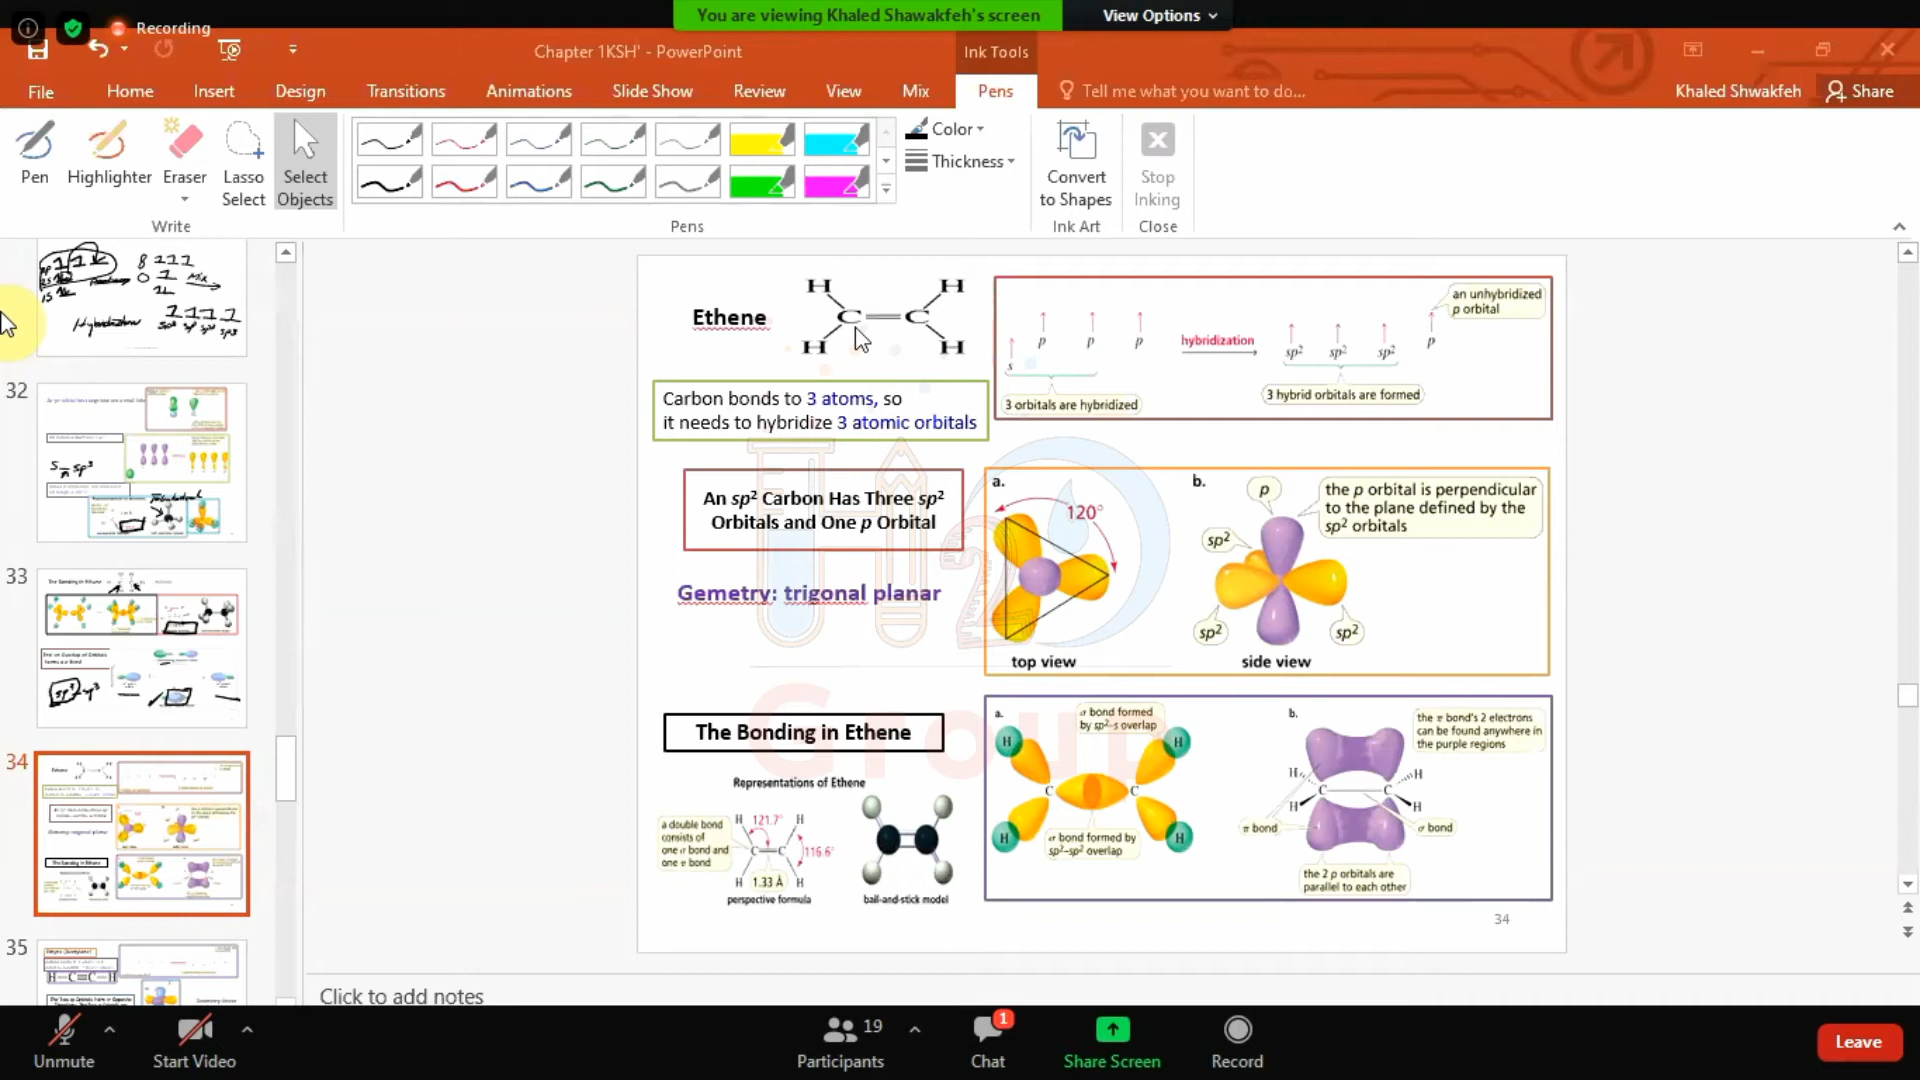 Recording
You are viewing Khaled Shawakfeh's screen
View Options
Chapter 1KSH' - PowerPoint
Ink Tools
File
Home
Insert
Design
Transitions
Animations
Slide Show
Review
View
Mix
Pens
Tell me what you want to do...
Khaled Shwakfeh
Share
Pen
Highlighter
Eraser
Lasso
Select
Select
Objects
Color
Thickness
Convert
to Shapes
Stop
Inking
Write
Pens
Ink Art
Close
32
33
34
35
Ethene
H
H
C
C
H
H
an unhybridized
p orbital
s
p
p
p
hybridization
sp²
sp²
sp²
p
3 orbitals are hybridized
3 hybrid orbitals are formed
Carbon bonds to 3 atoms, so
it needs to hybridize 3 atomic orbitals
An sp² Carbon Has Three sp²
Orbitals and One p Orbital
Gemetry: trigonal planar
a.
120°
top view
b.
p
the p orbital is perpendicular
to the plane defined by the
sp² orbitals
sp²
sp²
sp²
side view
H2O
Group
The Bonding in Ethene
Representations of Ethene
a double bond
consists of
one σ bond and
one π bond
H
121.7°
H
C
C
116.6°
H
1.33 Å
H
perspective formula
ball-and-stick model
a.
σ bond formed
by sp²–s overlap
H
H
C
C
H
H
σ bond formed by
sp²–sp² overlap
b.
the π bond's 2 electrons
can be found anywhere in
the purple regions
H
H
C
C
H
H
π bond
σ bond
the 2 p orbitals are
parallel to each other
34
Click to add notes
Unmute
Start Video
19
Participants
1
Chat
Share Screen
Record
Leave